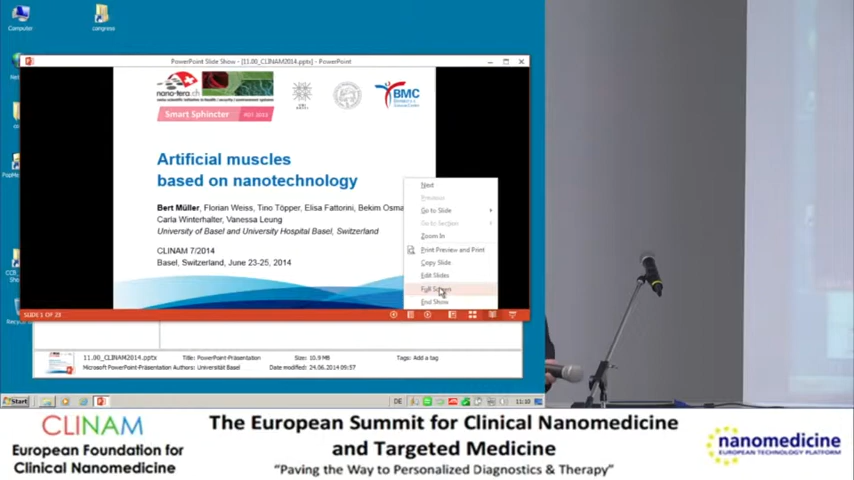 Computer
congress
PowerPoint Slide Show - [11.00_CLINAM2014.pptx] - PowerPoint
nano-tera.ch
BMC
Smart Sphincter
Artificial muscles
based on nanotechnology
Bert Müller, Florian Weiss, Tino Töpper, Elisa Fattorini, Bekim Osma
Carla Winterhalter, Vanessa Leung
University of Basel and University Hospital Basel, Switzerland
CLINAM 7/2014
Basel, Switzerland, June 23-25, 2014
Next
Previous
Go to Slide
Go to Section
Zoom In
Print Preview and Print
Copy Slide
Edit Slides
Full Screen
End Show
SLIDE 1 OF 23
11.00_CLINAM2014.pptx
Title: PowerPoint-Präsentation
Size: 10,9 MB
Tags: Add a tag
Microsoft PowerPoint-Präsentation
Authors: Universität Basel
Date modified: 24.06.2014 09:57
Start
DE
11:10
CLINAM
European Foundation for
Clinical Nanomedicine
The European Summit for Clinical Nanomedicine
and Targeted Medicine
“Paving the Way to Personalized Diagnostics & Therapy”
nanomedicine
EUROPEAN TECHNOLOGY PLATFORM